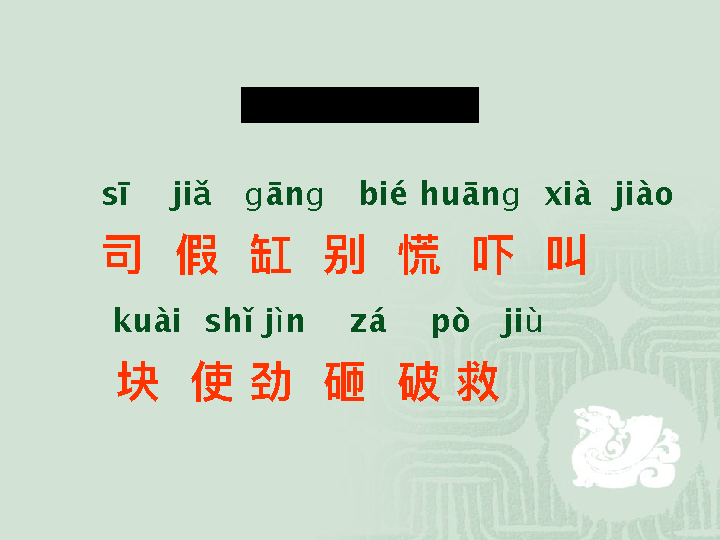 sī jiǎ gāng bié huāng xià jiào
司 假 缸 别 慌 吓 叫
kuài shǐ jìn zá pò jiù
块 使 劲 砸 破 救